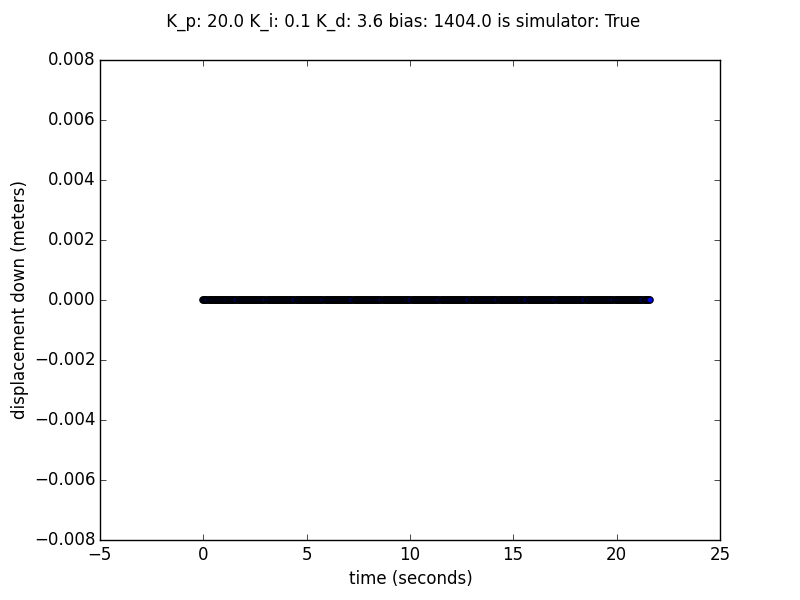 K_p: 20.0 K_i: 0.1 K_d: 3.6 bias: 1404.0 is simulator: True
0.008
0.006
0.004
0.002
0.000
−0.002
−0.004
−0.006
−0.008
displacement down (meters)
−5 0 5 10 15 20 25
time (seconds)